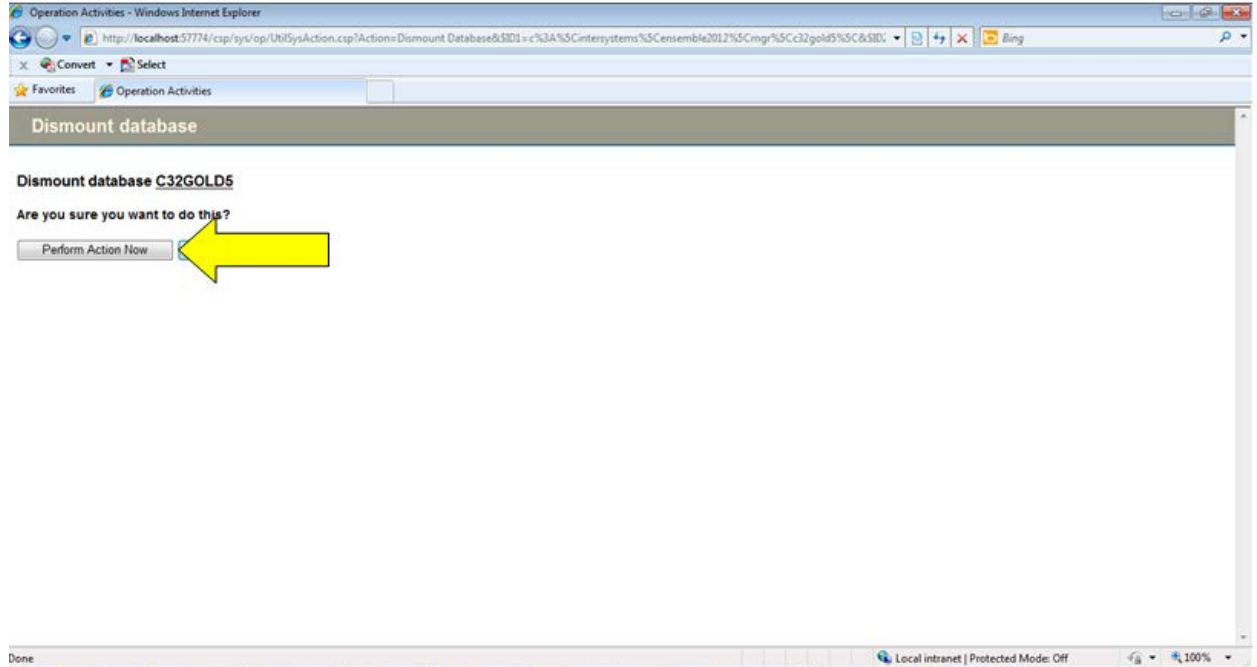 Operation Activities - Windows Internet Explorer
http://localhost:57774/csp/sys/op/UtilSysAction.csp?Action=Dismount Database&$ID1=c%3A%5Cintersystems%5Censemble2012%5Cmgr%5Cc32gold5%5C&$ID2
Bing
x Convert Select
Favorites Operation Activities
Dismount database
Dismount database C32GOLD5
Are you sure you want to do this?
Perform Action Now
Done Local intranet | Protected Mode: Off 100%